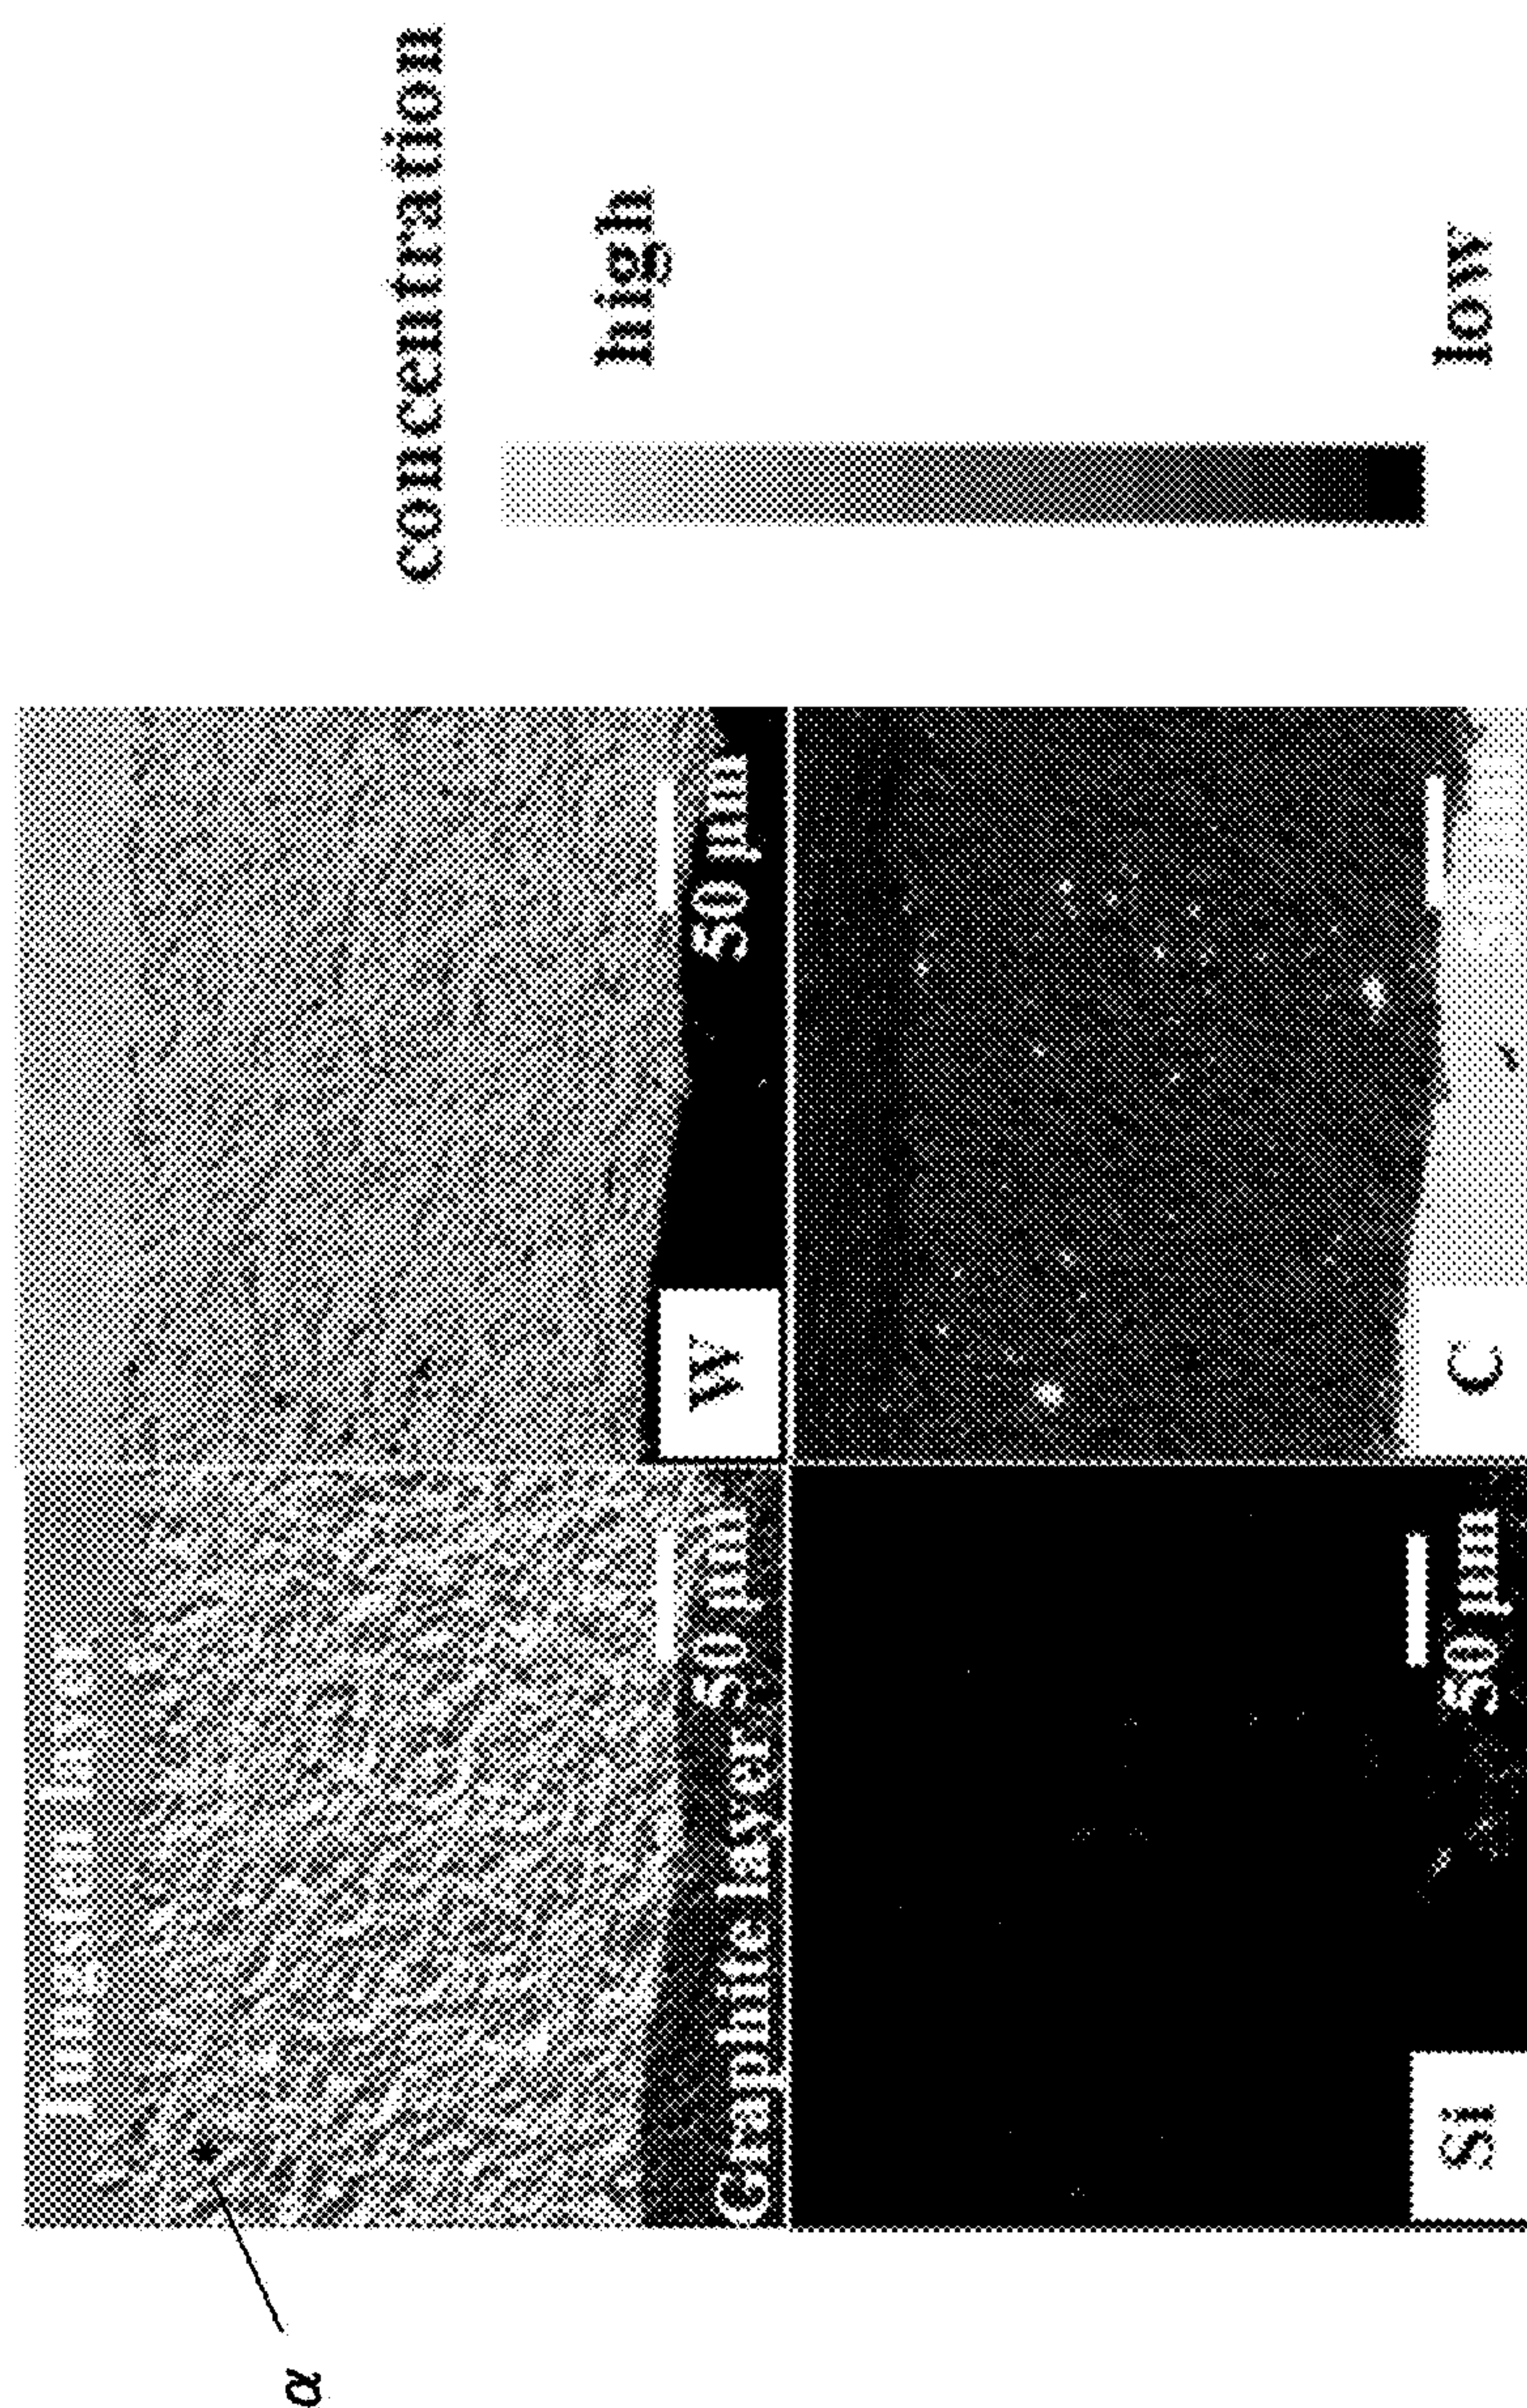 α
Tungsten layer
Graphite layer 50 μm
W
50 μm
Si
50 μm
C
concentration
high
low